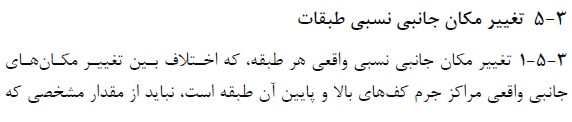 ۳-۵ تغییر مکان جانبی نسبی طبقات
۳-۵-۱ تغییر مکان جانبی نسبی واقعی هر طبقه، که اختلاف بین تغییر مکان‌های
جانبی واقعی مراکز جرم کف‌های بالا و پایین آن طبقه است، نباید از مقدار مشخصی که